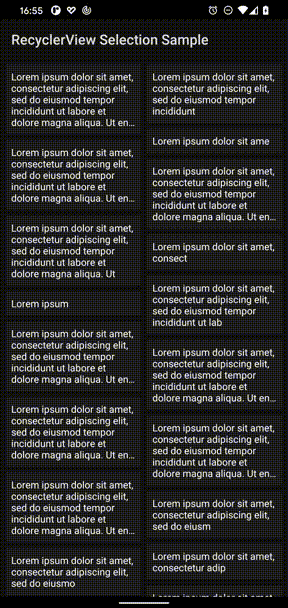 16:55
RecyclerView Selection Sample
Lorem ipsum dolor sit amet,
consectetur adipiscing elit,
sed do eiusmod tempor
incididunt ut labore et
dolore magna aliqua. Ut en…
Lorem ipsum dolor sit amet,
consectetur adipiscing elit,
sed do eiusmod tempor
incididunt ut labore et
dolore magna aliqua. Ut en…
Lorem ipsum dolor sit amet,
consectetur adipiscing elit,
sed do eiusmod tempor
incididunt ut labore et
dolore magna aliqua. Ut
Lorem ipsum
Lorem ipsum dolor sit amet,
consectetur adipiscing elit,
sed do eiusmod tempor
incididunt ut labore et
dolore magna aliqua. Ut en…
Lorem ipsum dolor sit amet,
consectetur adipiscing elit,
sed do eiusmod tempor
incididunt ut labore et
dolore magna aliqua. Ut en…
Lorem ipsum dolor sit amet,
consectetur adipiscing elit,
sed do eiusmod tempor
incididunt ut labore et
dolore magna aliqua. Ut en…
Lorem ipsum dolor sit amet,
consectetur adipiscing elit,
sed do eiusmo
Lorem ipsum dolor sit amet,
consectetur adipiscing elit,
sed do eiusmod tempor
incididunt
Lorem ipsum dolor sit ame
Lorem ipsum dolor sit amet,
consectetur adipiscing elit,
sed do eiusmod tempor
incididunt ut labore et
dolore magna aliqua. Ut en…
Lorem ipsum dolor sit amet,
consect
Lorem ipsum dolor sit amet,
consectetur adipiscing elit,
sed do eiusmod tempor
incididunt ut lab
Lorem ipsum dolor sit amet,
consectetur adipiscing elit,
sed do eiusmod tempor
incididunt ut labore et
dolore magna aliqua. Ut en…
Lorem ipsum dolor sit amet,
consectetur adipiscing elit,
sed do eiusmod tempor
incididunt ut labore et
dolore magna aliqua. Ut en…
Lorem ipsum dolor sit amet,
consectetur adipiscing elit,
sed do eiusm
Lorem ipsum dolor sit amet,
consectetur adip